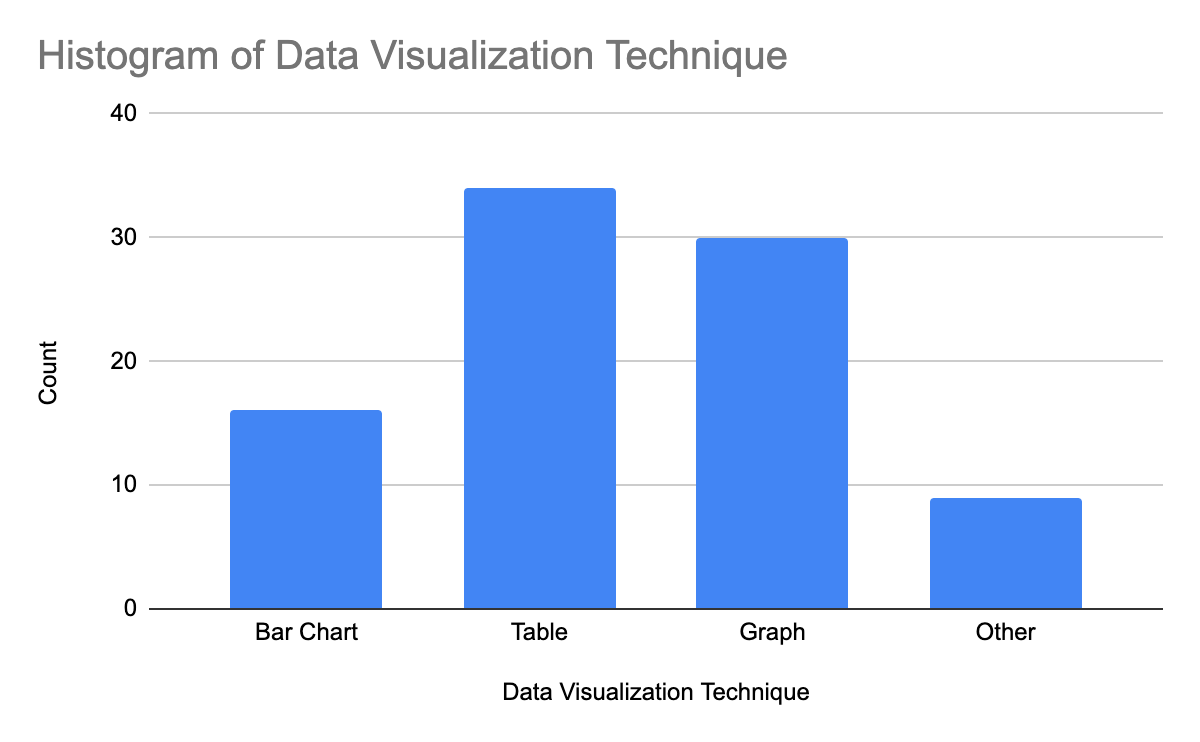 Histogram of Data Visualization Technique
40
30
20
10
0
Count
Bar Chart Table Graph Other
Data Visualization Technique